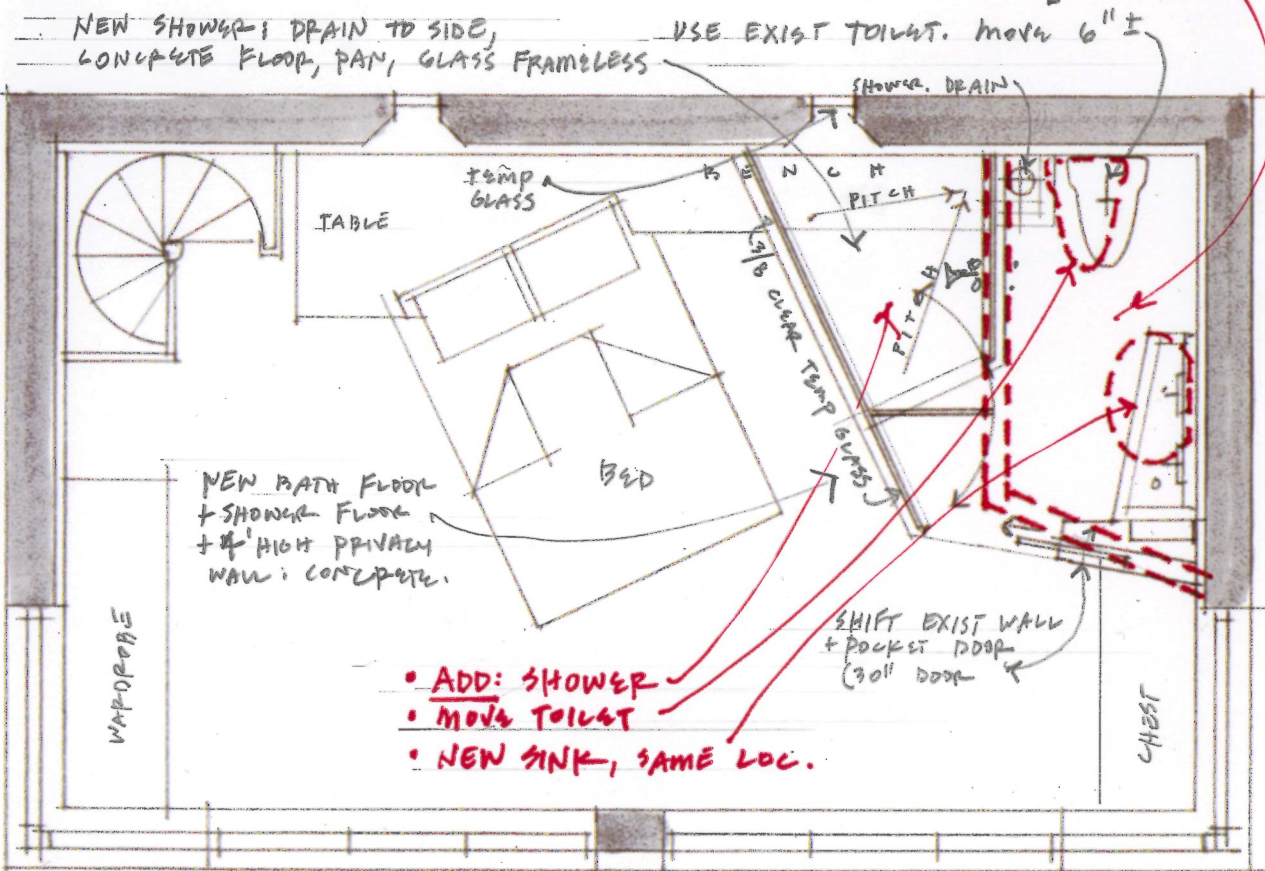 NEW SHOWER; DRAIN TO SIDE,
CONCRETE FLOOR, PAN, GLASS FRAMELESS
USE EXIST TOILET. MOVE 6" ±
SHOWER. DRAIN
TEMP
GLASS
BENCH
PITCH
TABLE
PITCH
3/8 CLEAR TEMP GLASS
BED
NEW BATH FLOOR
+ SHOWER FLOOR
+ 4' HIGH PRIVACY
WALL: CONCRETE.
SHIFT EXIST WALL
+ POCKET DOOR
(30" DOOR
WARDROBE
CHEST
• ADD: SHOWER
• MOVE TOILET
• NEW SINK, SAME LOC.